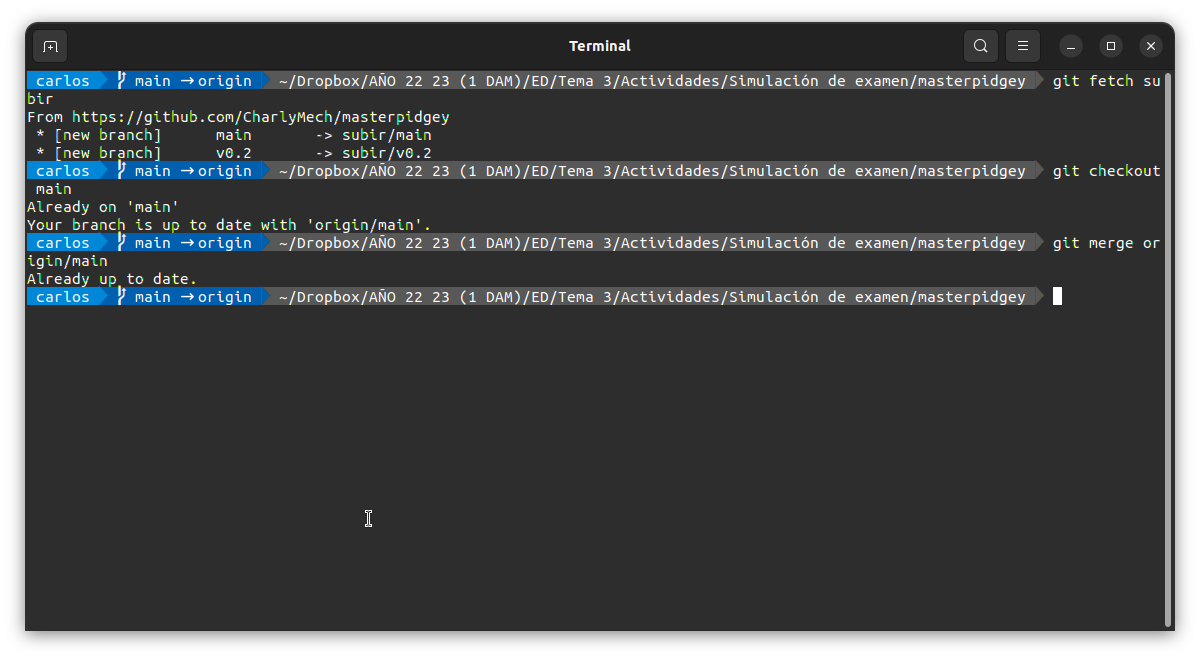 Terminal
carlos main → origin ~/Dropbox/AÑO 22 23 (1 DAM)/ED/Tema 3/Actividades/Simulación de examen/masterpidgey git fetch su
bir
From https://github.com/CharlyMech/masterpidgey
 * [new branch]      main       -> subir/main
 * [new branch]      v0.2       -> subir/v0.2
carlos main → origin ~/Dropbox/AÑO 22 23 (1 DAM)/ED/Tema 3/Actividades/Simulación de examen/masterpidgey git checkout
 main
Already on 'main'
Your branch is up to date with 'origin/main'.
carlos main → origin ~/Dropbox/AÑO 22 23 (1 DAM)/ED/Tema 3/Actividades/Simulación de examen/masterpidgey git merge or
igin/main
Already up to date.
carlos main → origin ~/Dropbox/AÑO 22 23 (1 DAM)/ED/Tema 3/Actividades/Simulación de examen/masterpidgey